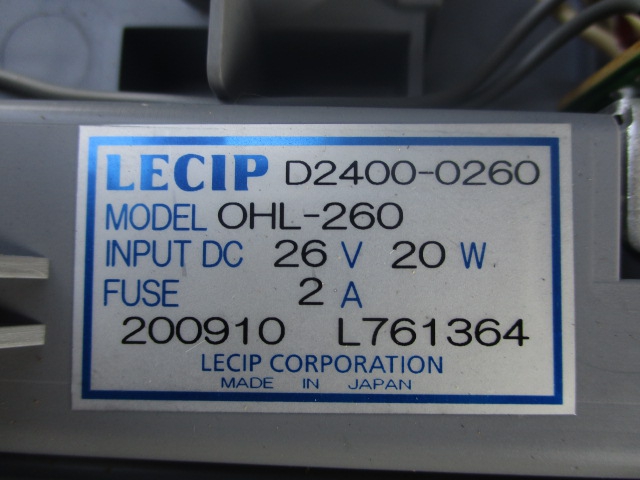 LECIP D2400-0260
MODEL OHL-260
INPUT DC 26 V 20 W
FUSE 2 A
200910 L761364
LECIP CORPORATION
MADE IN JAPAN